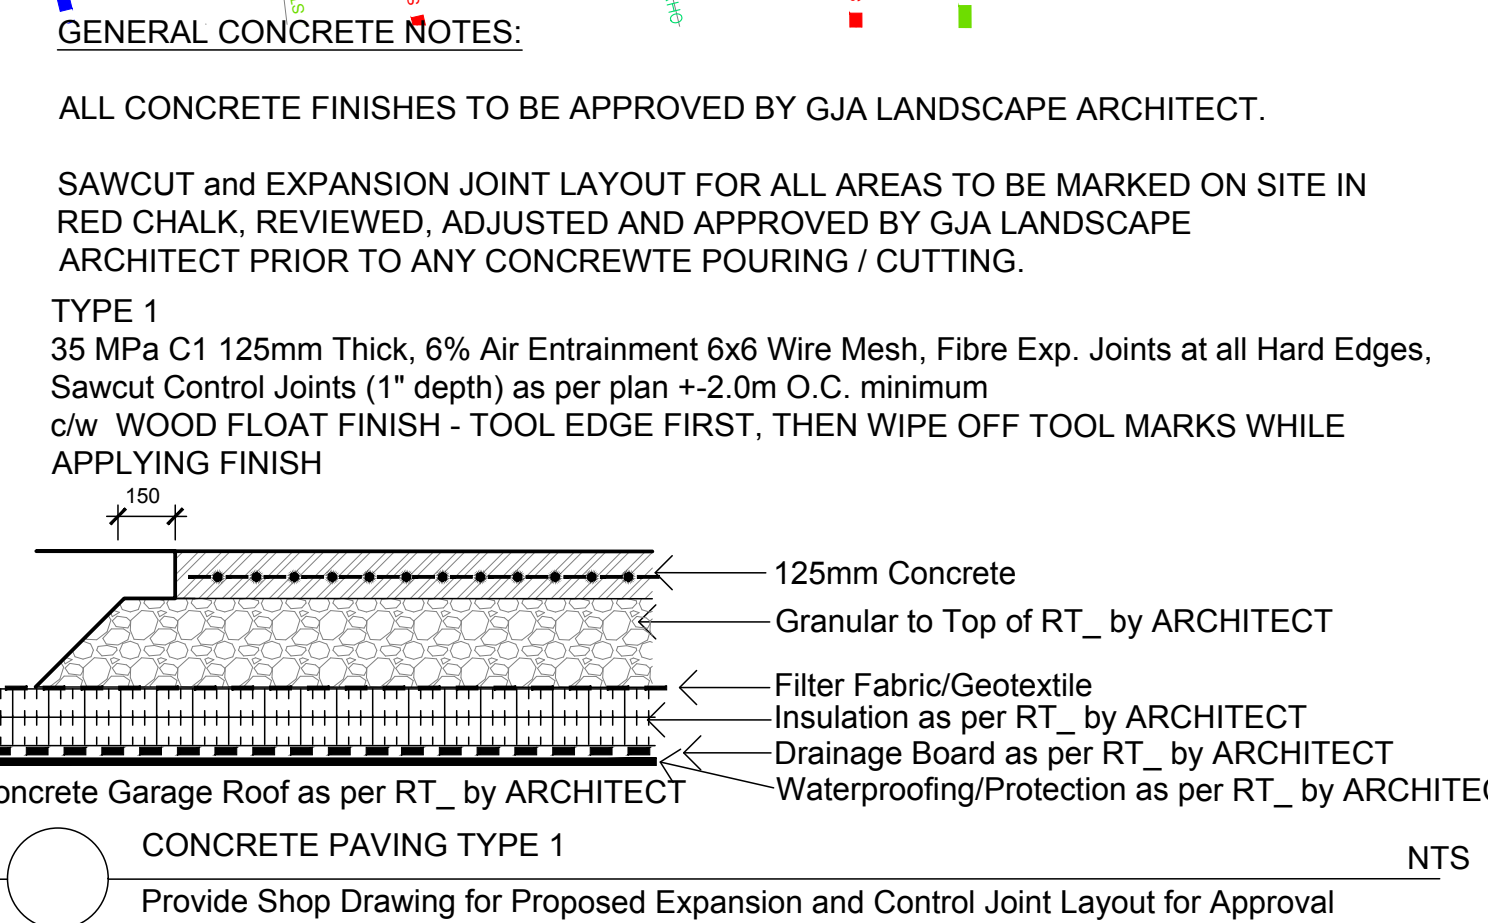 GENERAL CONCRETE NOTES:
ALL CONCRETE FINISHES TO BE APPROVED BY GJA LANDSCAPE ARCHITECT.
SAWCUT and EXPANSION JOINT LAYOUT FOR ALL AREAS TO BE MARKED ON SITE IN
RED CHALK, REVIEWED, ADJUSTED AND APPROVED BY GJA LANDSCAPE
ARCHITECT PRIOR TO ANY CONCREWTE POURING / CUTTING.
TYPE 1
35 MPa C1 125mm Thick, 6% Air Entrainment 6x6 Wire Mesh, Fibre Exp. Joints at all Hard Edges,
Sawcut Control Joints (1" depth) as per plan +-2.0m O.C. minimum
c/w WOOD FLOAT FINISH - TOOL EDGE FIRST, THEN WIPE OFF TOOL MARKS WHILE
APPLYING FINISH
150
125mm Concrete
Granular to Top of RT_ by ARCHITECT
Filter Fabric/Geotextile
Insulation as per RT_ by ARCHITECT
Drainage Board as per RT_ by ARCHITECT
Waterproofing/Protection as per RT_ by ARCHITEC
oncrete Garage Roof as per RT_ by ARCHITECT
CONCRETE PAVING TYPE 1
NTS
Provide Shop Drawing for Proposed Expansion and Control Joint Layout for Approval